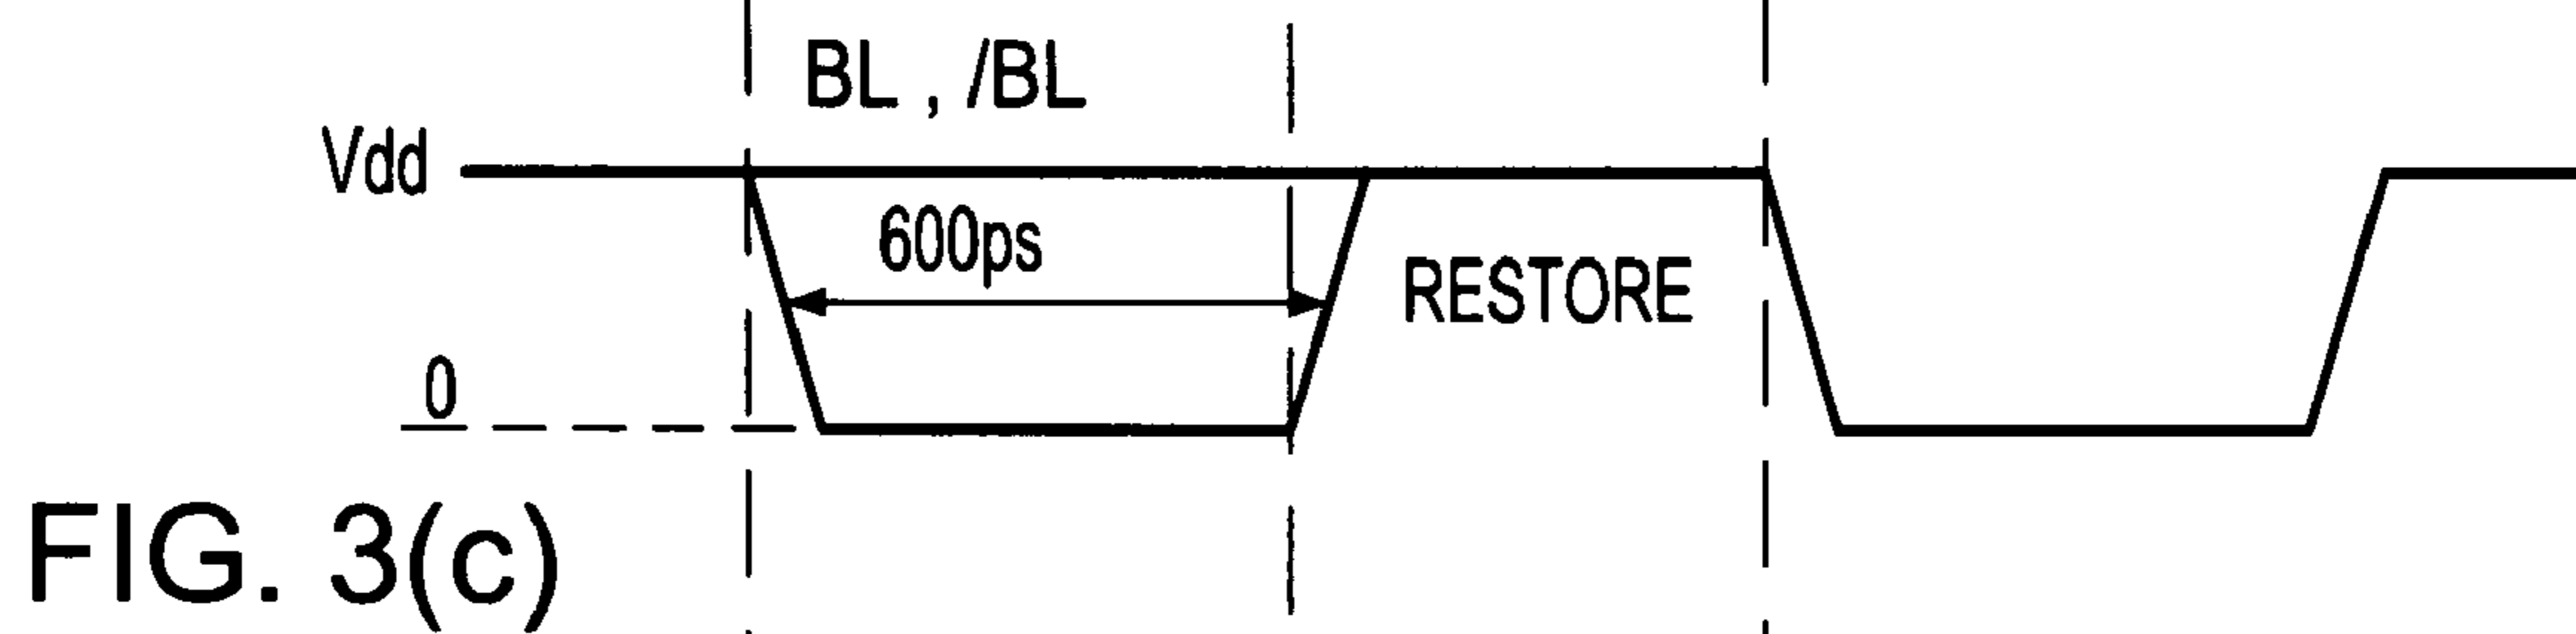 BL , /BL
Vdd
600ps
RESTORE
0
FIG. 3(c)